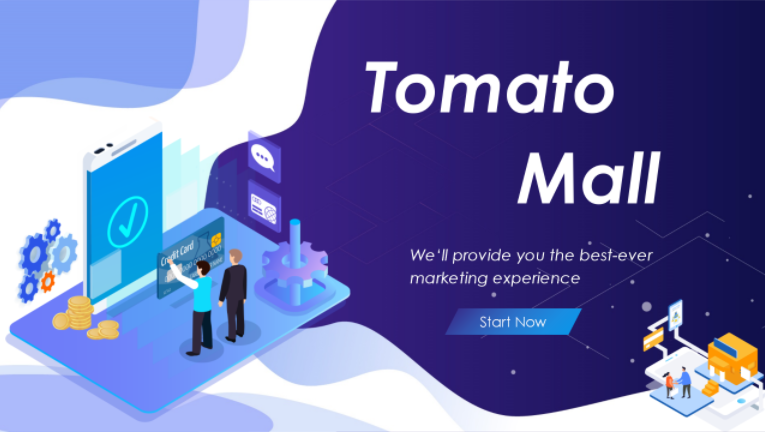 Tomato
Mall
We'll provide you the best-ever
marketing experience
Start Now
Credit Card